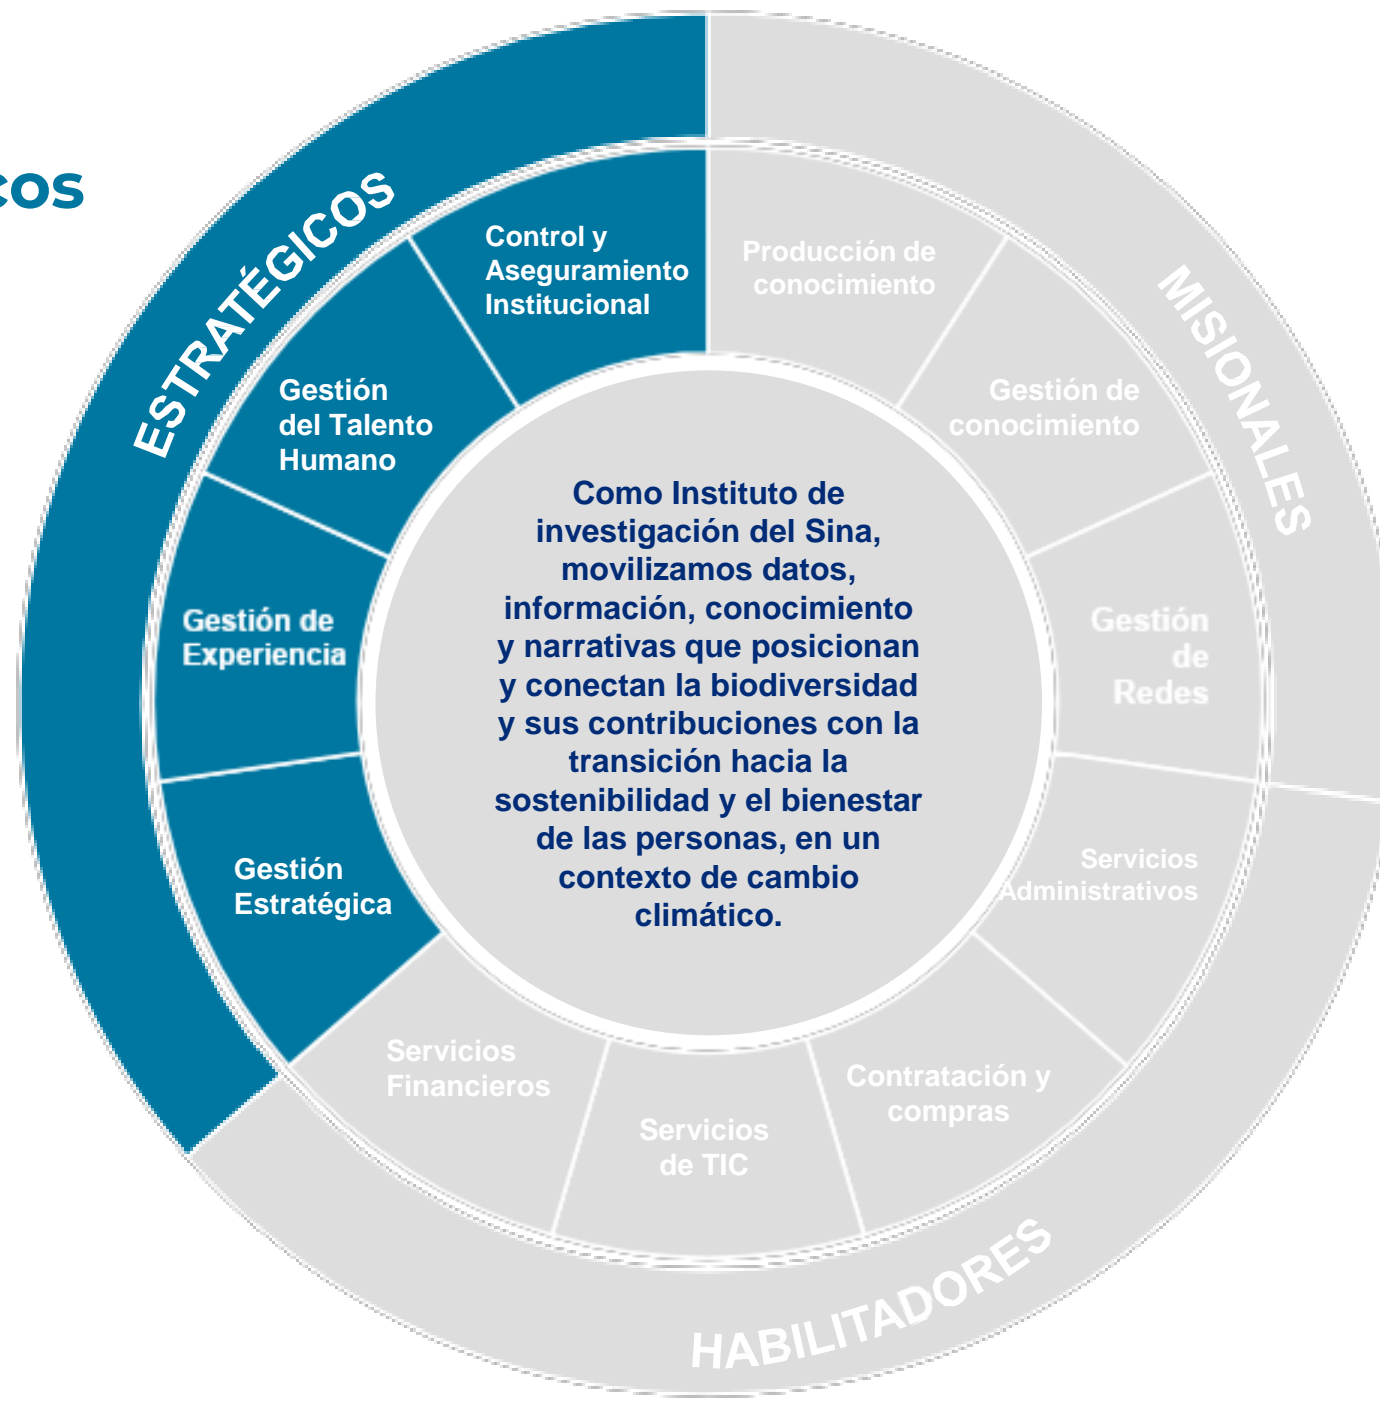 ESTRATÉGICOS
Control y
Aseguramiento
Institucional
Gestión
del Talento
Humano
Gestión de
Experiencia
Gestión
Estratégica
MISIONALES
Producción de
conocimiento
Gestión de
conocimiento
Gestión
de
Redes
Como Instituto de
investigación del Sina,
movilizamos datos,
información, conocimiento
y narrativas que posicionan
y conectan la biodiversidad
y sus contribuciones con la
transición hacia la
sostenibilidad y el bienestar
de las personas, en un
contexto de cambio
climático.
Servicios
Administrativos
Contratación y
compras
Servicios
de TIC
Servicios
Financieros
HABILITADORES